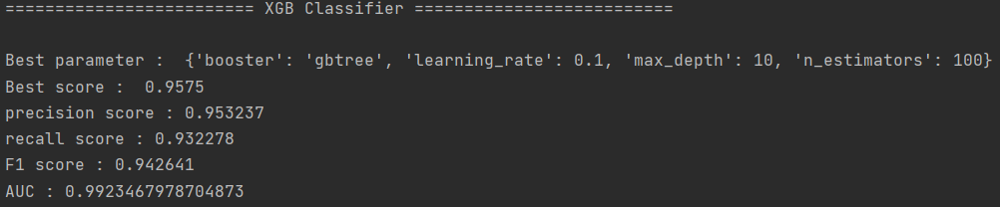 ========================= XGB Classifier ==========================
Best parameter :  {'booster': 'gbtree', 'learning_rate': 0.1, 'max_depth': 10, 'n_estimators': 100}
Best score :  0.9575
precision score : 0.953237
recall score : 0.932278
F1 score : 0.942641
AUC : 0.9923467978704873